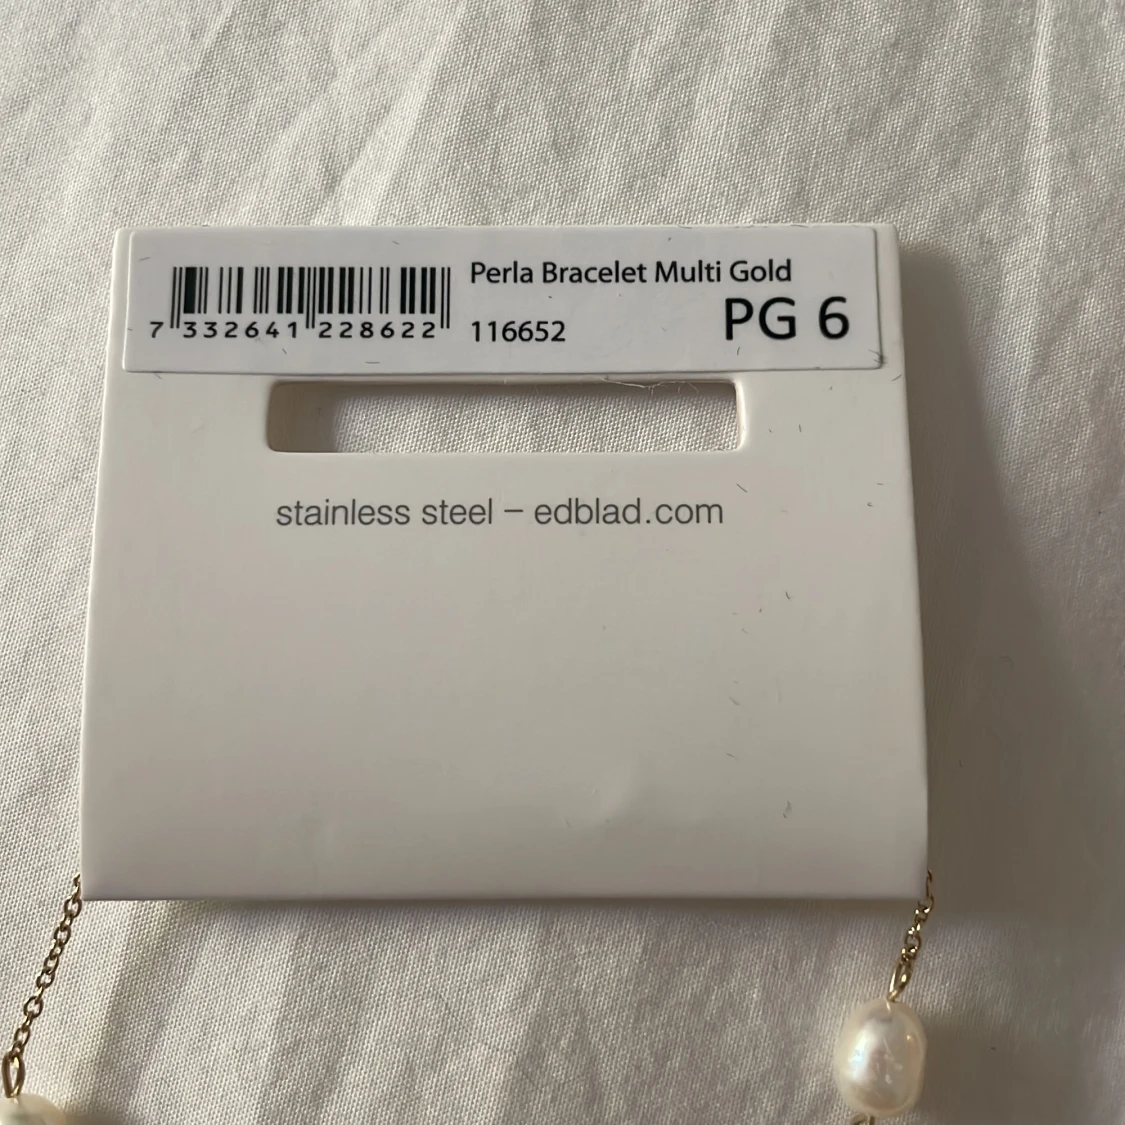 Perla Bracelet Multi Gold
7 332641 228622
116652
PG 6
stainless steel – edblad.com